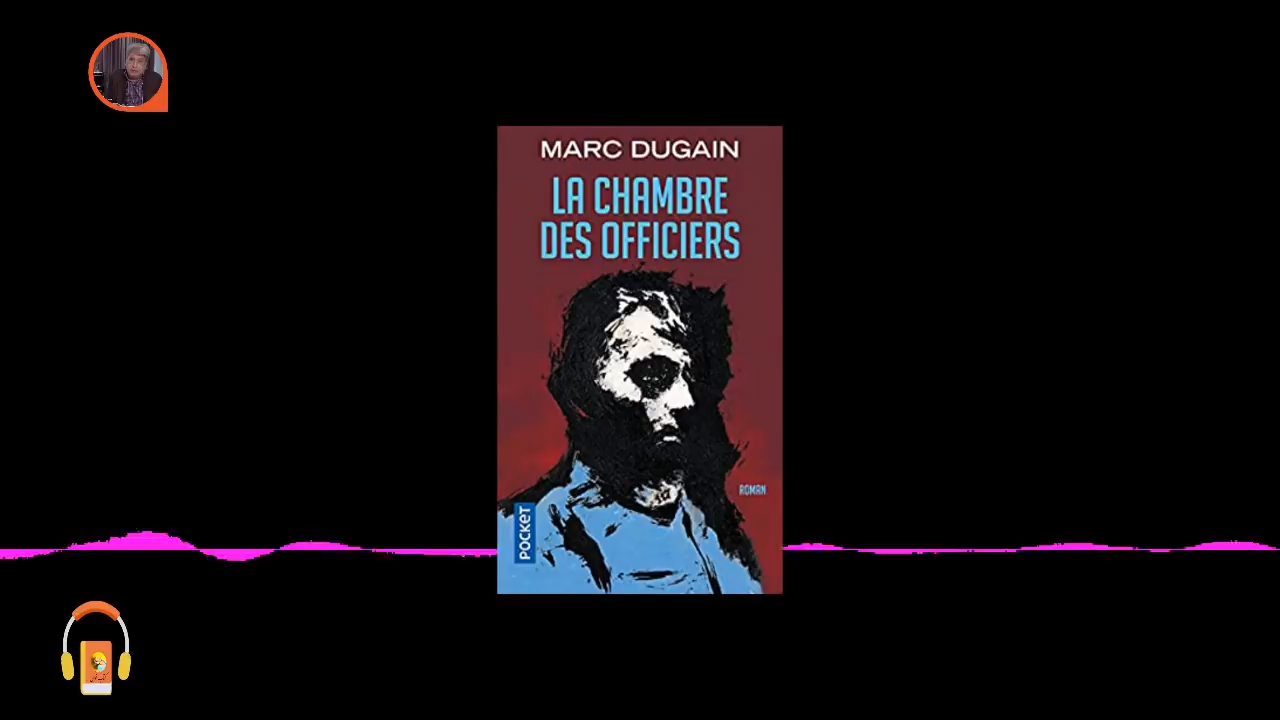 MARC DUGAIN
LA CHAMBRE
DES OFFICIERS
ROMAN
POCKET